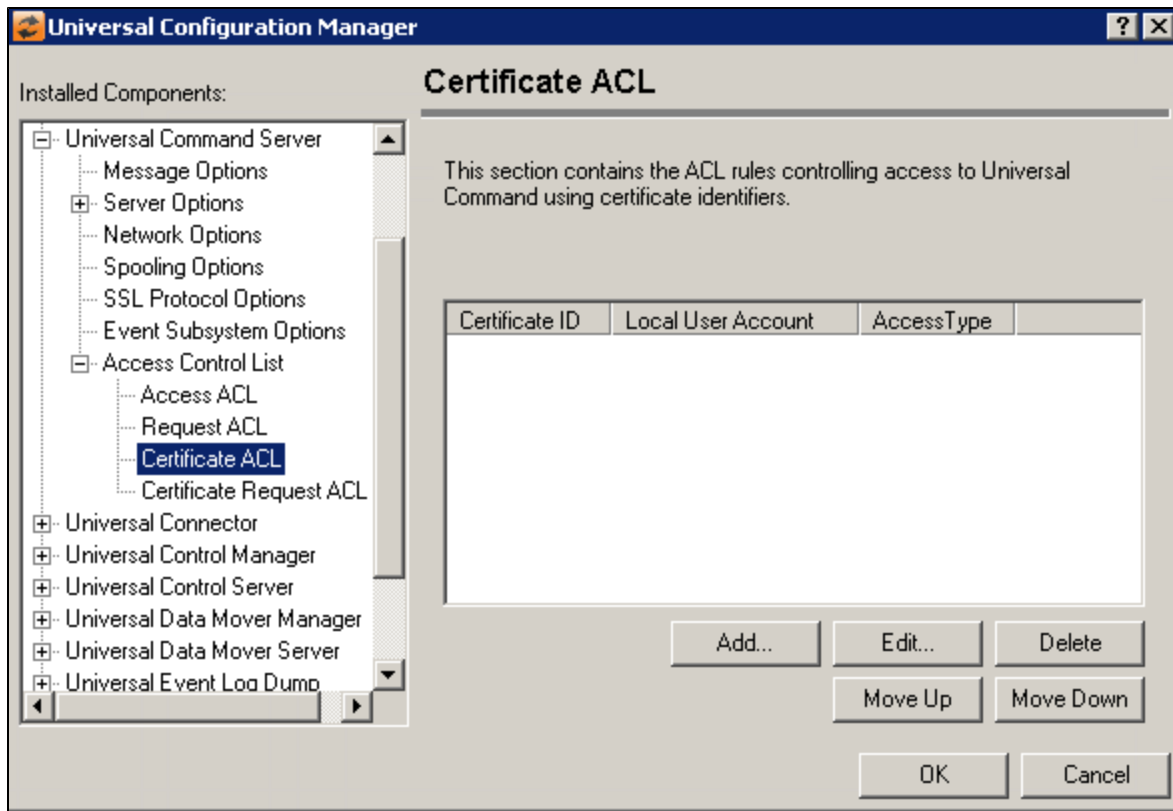 Universal Configuration Manager
Installed Components:
Universal Command Server
Message Options
Server Options
Network Options
Spooling Options
SSL Protocol Options
Event Subsystem Options
Access Control List
Access ACL
Request ACL
Certificate ACL
Certificate Request ACL
Universal Connector
Universal Control Manager
Universal Control Server
Universal Data Mover Manager
Universal Data Mover Server
Universal Event Log Dump
Certificate ACL
This section contains the ACL rules controlling access to Universal
Command using certificate identifiers.
Certificate ID Local User Account AccessType
Add... Edit... Delete
Move Up Move Down
OK Cancel